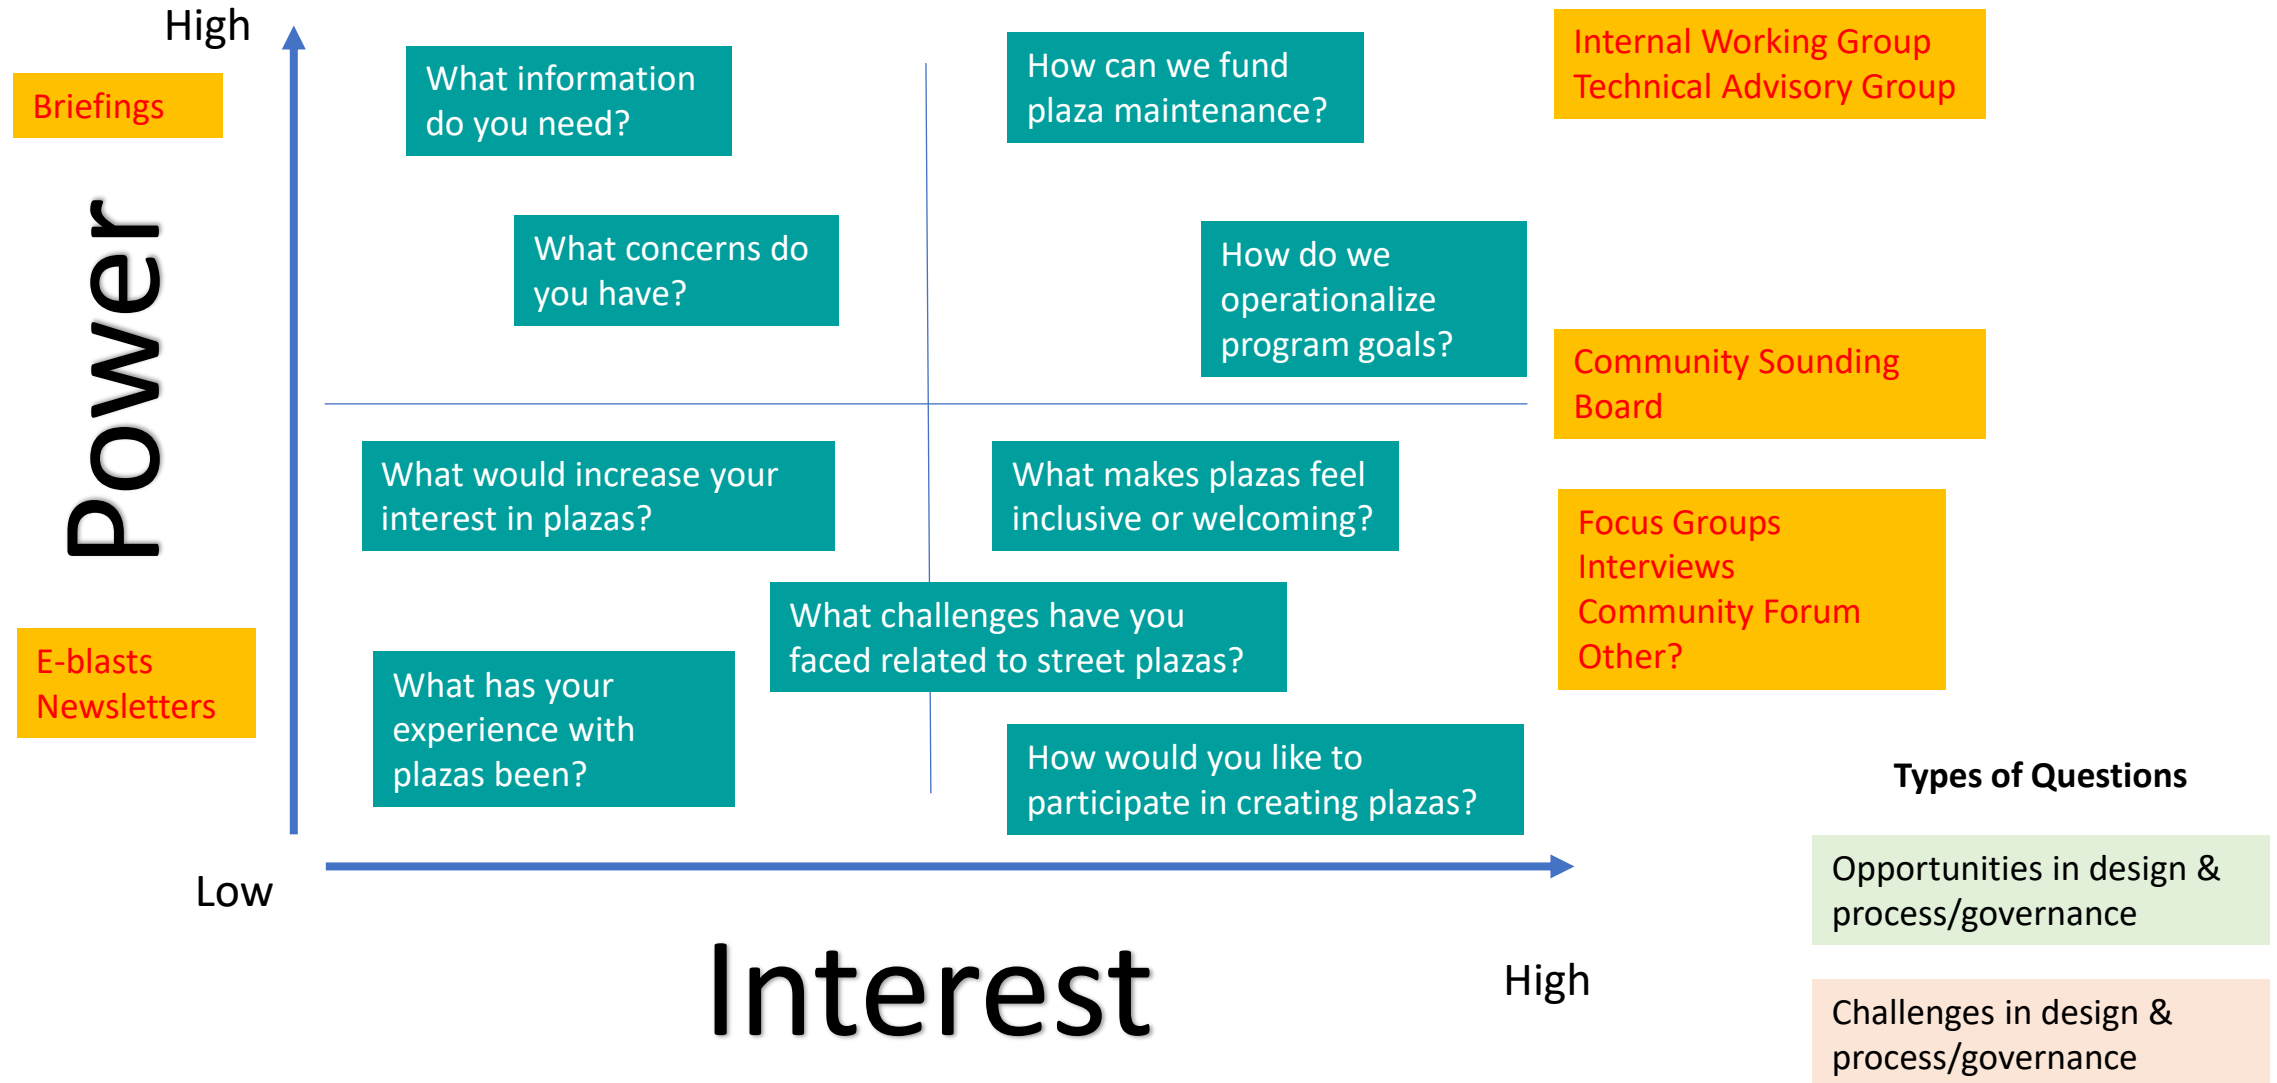 High
Briefings
Power
E-blasts
Newsletters
Low
What information
do you need?
How can we fund
plaza maintenance?
What concerns do
you have?
How do we
operationalize
program goals?
What would increase your
interest in plazas?
What makes plazas feel
inclusive or welcoming?
What challenges have you
faced related to street plazas?
What has your
experience with
plazas been?
How would you like to
participate in creating plazas?
Interest
High
Internal Working Group
Technical Advisory Group
Community Sounding
Board
Focus Groups
Interviews
Community Forum
Other?
Types of Questions
Opportunities in design &
process/governance
Challenges in design &
process/governance